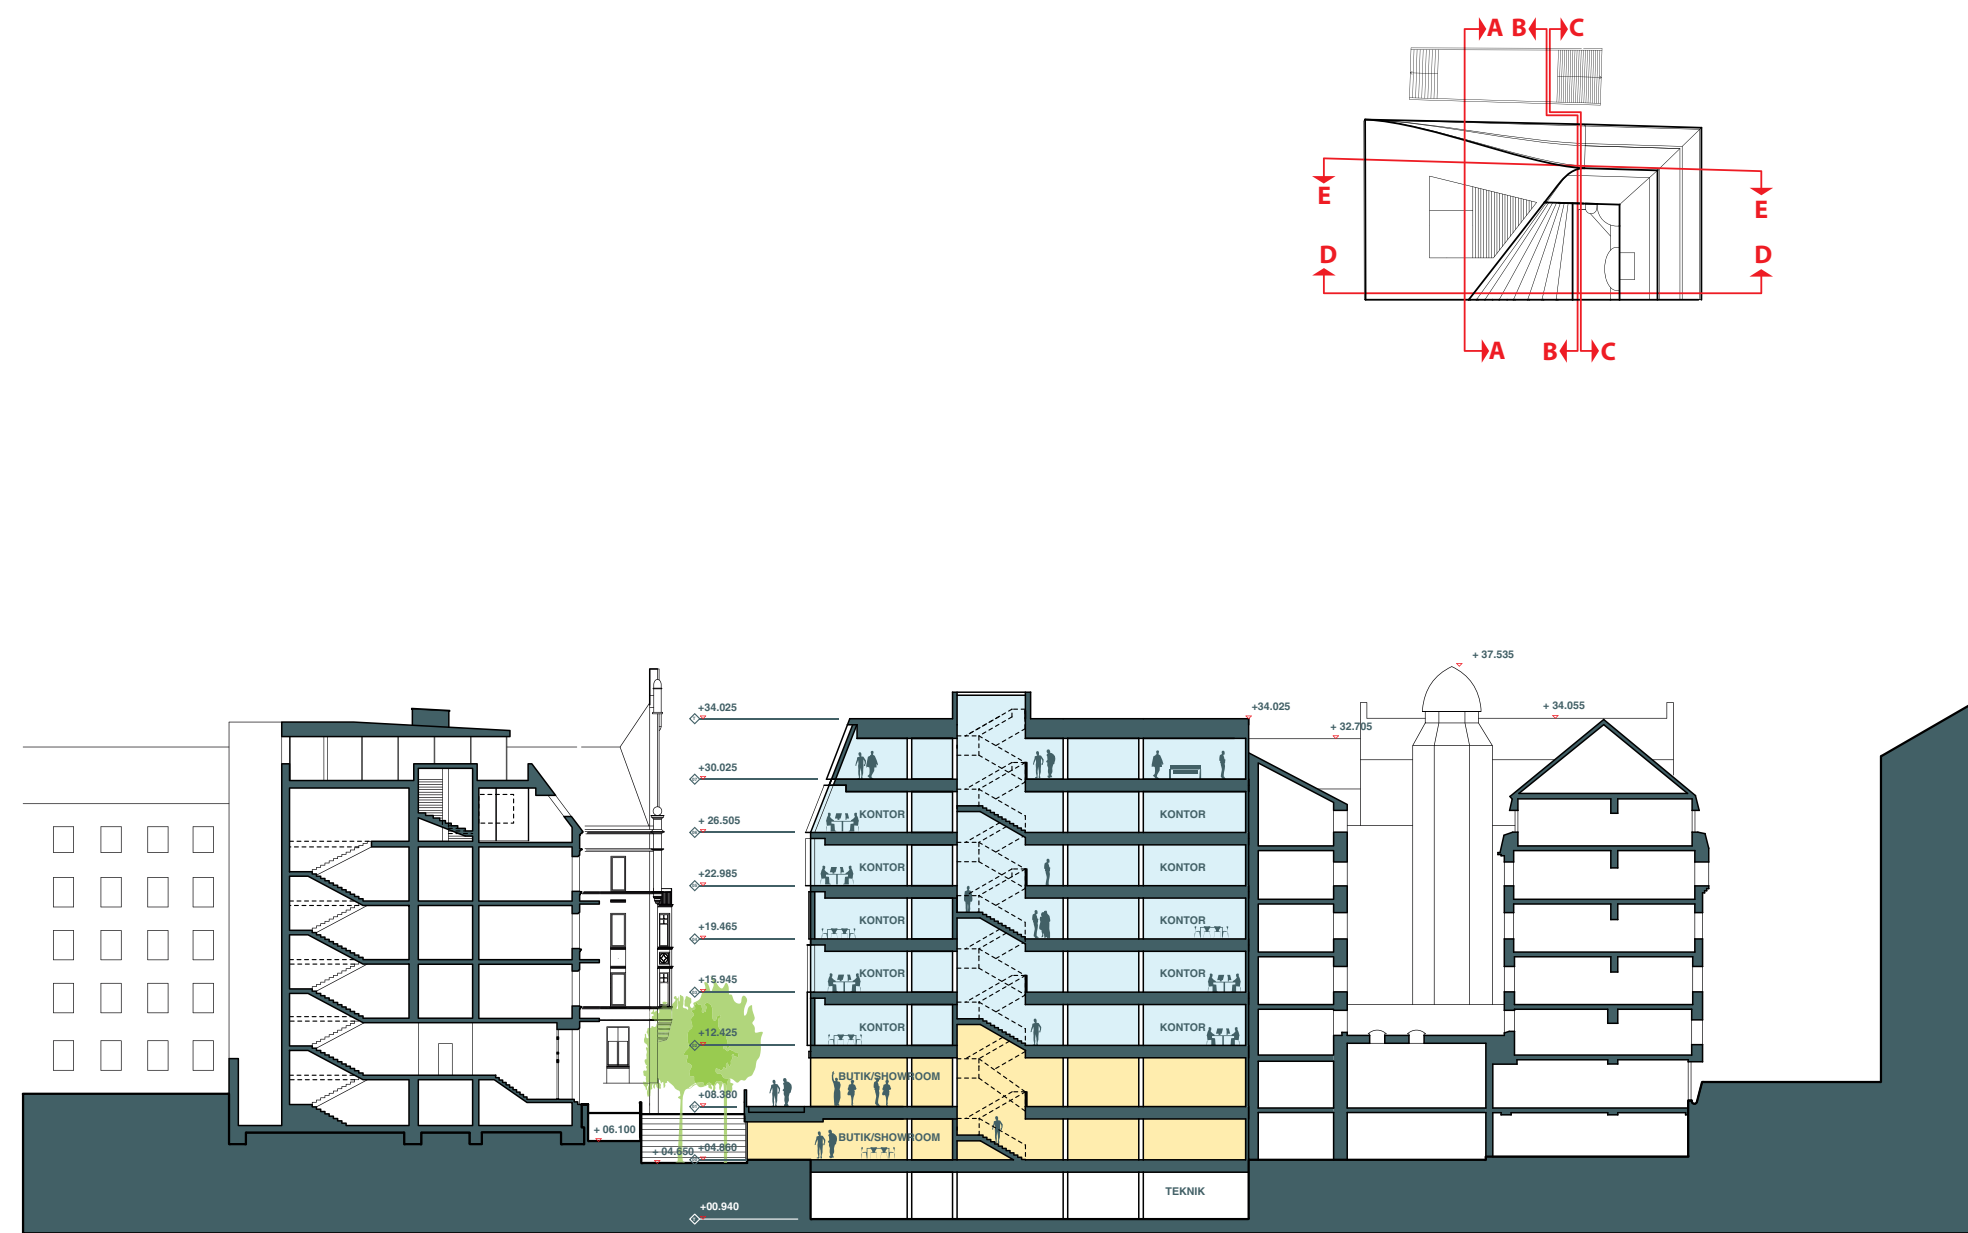 A B C
E
E
D D
A B C
+ 37.535
+34.025
+34.025
+ 34.055
+ 32.705
+30.025
+ 26.505
KONTOR KONTOR
+22.985
KONTOR KONTOR
+19.465
KONTOR KONTOR
+15.945
KONTOR KONTOR
+12.425
KONTOR KONTOR
BUTIK/SHOWROOM
+08.380
+ 06.100
BUTIK/SHOWROOM
+ 04.650 +04.860
TEKNIK
+00.940